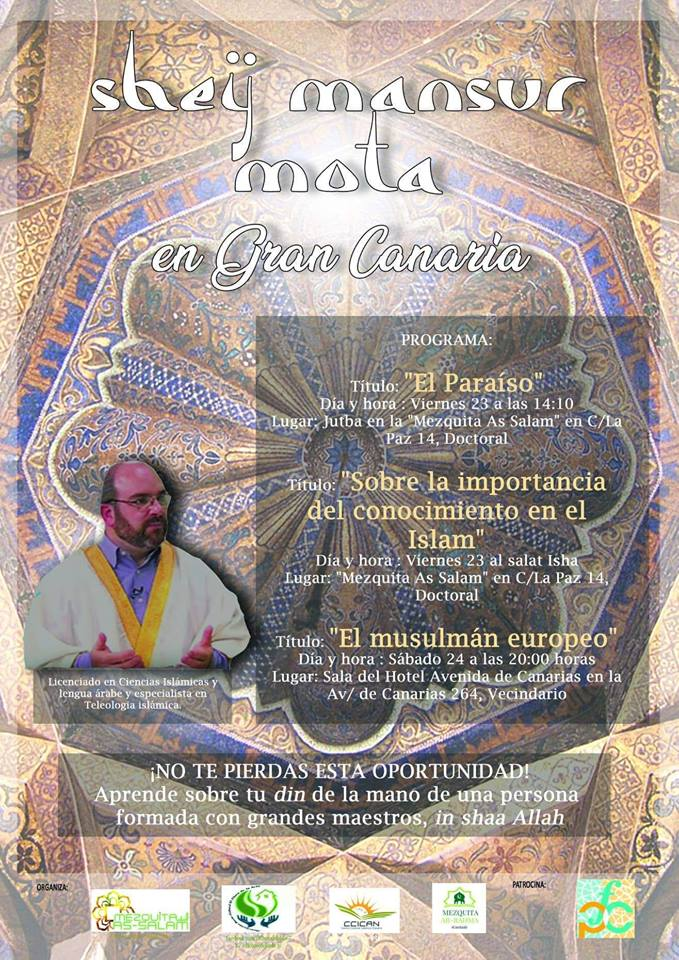 sheÿ mansur
mota
en Gran Canaria
PROGRAMA:
Título: "El Paraíso"
Día y hora : Viernes 23 a las 14:10
Lugar: Jutba en la "Mezquita As Salam" en C/La
Paz 14, Doctoral
Título: "Sobre la importancia
del conocimiento en el
Islam"
Día y hora : Viernes 23 al salat Isha
Lugar: "Mezquita As Salam" en C/La Paz 14,
Doctoral
Título: "El musulmán europeo"
Día y hora : Sábado 24 a las 20:00 horas
Lugar: Sala del Hotel Avenida de Canarias en la
Av/ de Canarias 264, Vecindario
Licenciado en Ciencias Islámicas y
lengua árabe y especialista en
Teleología islámica.
¡NO TE PIERDAS ESTA OPORTUNIDAD!
Aprende sobre tu din de la mano de una persona
formada con grandes maestros, in shaa Allah
ORGANIZA:
MEZQUITA
AS-SALAM
CCICAN
MEZQUITA
AR-RAHMA
PATROCINA:
fcpc